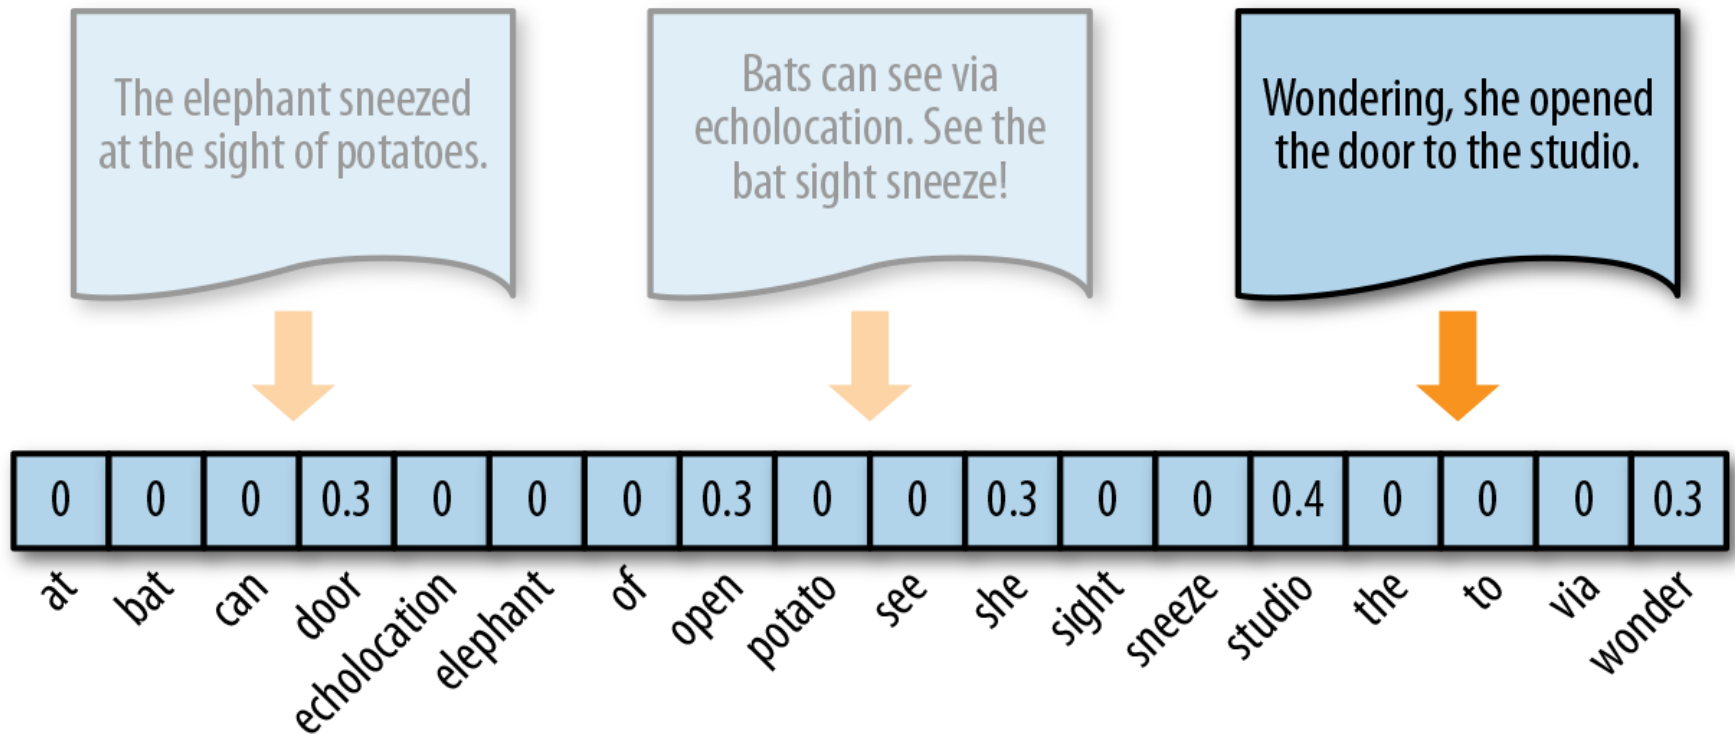 The elephant sneezed
at the sight of potatoes.
Bats can see via
echolocation. See the
bat sight sneeze!
Wondering, she opened
the door to the studio.
0 0 0 0.3 0 0 0 0.3 0 0 0.3 0 0 0.4 0 0 0 0.3
at bat can door echolocation elephant of open potato see she sight sneeze studio the to via wonder